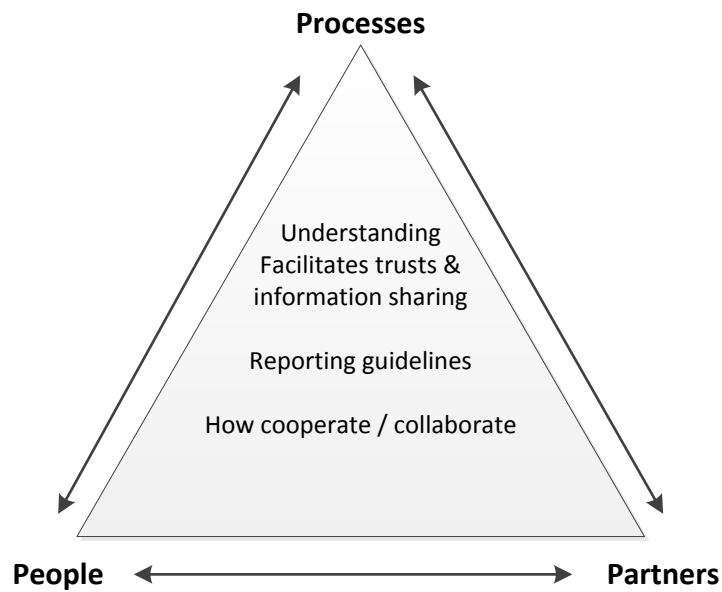 Processes
Understanding
Facilitates trusts &
information sharing
Reporting guidelines
How cooperate / collaborate
People
Partners